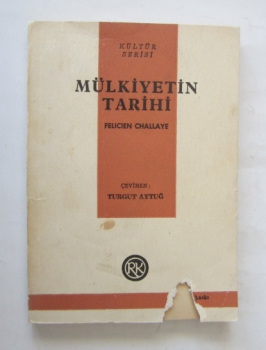 KÜLTÜR
SERİSİ
MÜLKİYETİN
TARİHİ
FELICIEN CHALLAYE
ÇEVİREN :
TURGUT AYTUĞ
RK